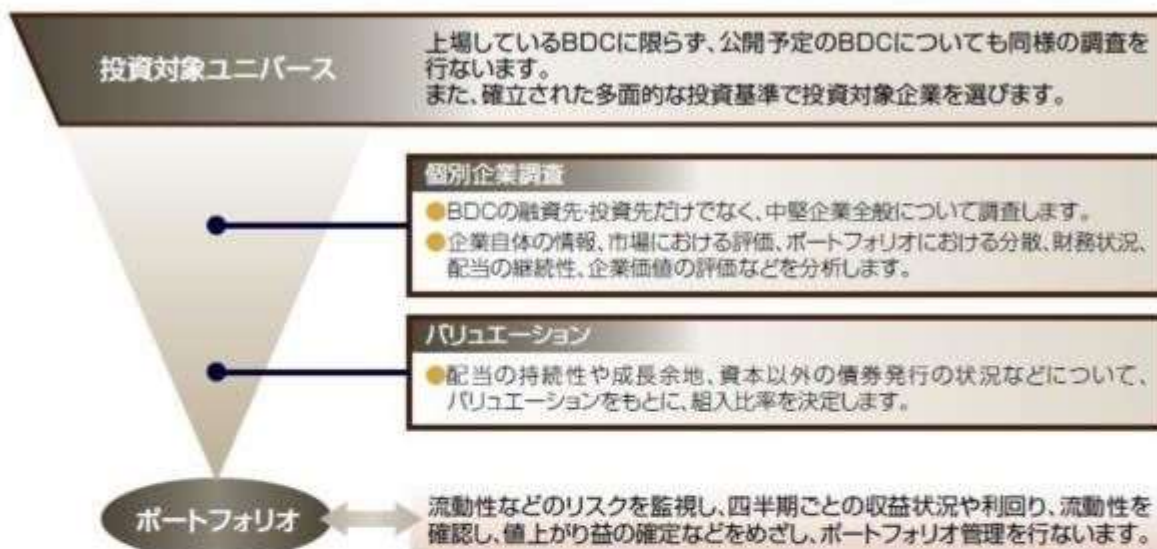 投資対象ユニバース
上場しているBDCに限らず、公開予定のBDCについても同様の調査を
行ないます。
また、確立された多面的な投資基準で投資対象企業を選びます。
個別企業調査
●BDCの融資先・投資先だけでなく、中堅企業全般について調査します。
●企業自体の情報、市場における評価、ポートフォリオにおける分散、財務状況、
配当の継続性、企業価値の評価などを分析します。
バリュエーション
●配当の持続性や成長余地、資本以外の債券発行の状況などについて、
バリュエーションをもとに、組入比率を決定します。
ポートフォリオ
流動性などのリスクを監視し、四半期ごとの収益状況や利回り、流動性を
確認し、値上がり益の確定などをめざし、ポートフォリオ管理を行ないます。